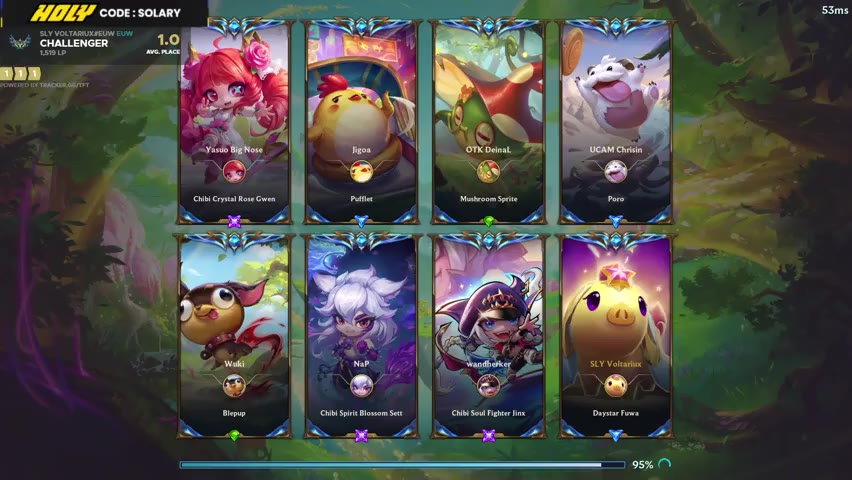 HOLY CODE : SOLARY
53ms
SLY VOLTARIUX#EUW EUW
CHALLENGER
1,519 LP
1.0
AVG. PLACE
1 1 1
POWERED BY TRACKER.GG/TFT
Yasuo Big Nose
Chibi Crystal Rose Gwen
Jigoa
Pufflet
OTK DeinaL
Mushroom Sprite
UCAM Chrisin
Poro
Wuki
Blepup
NaP
Chibi Spirit Blossom Sett
wandherker
Chibi Soul Fighter Jinx
SLY Voltariux
Daystar Fuwa
95%